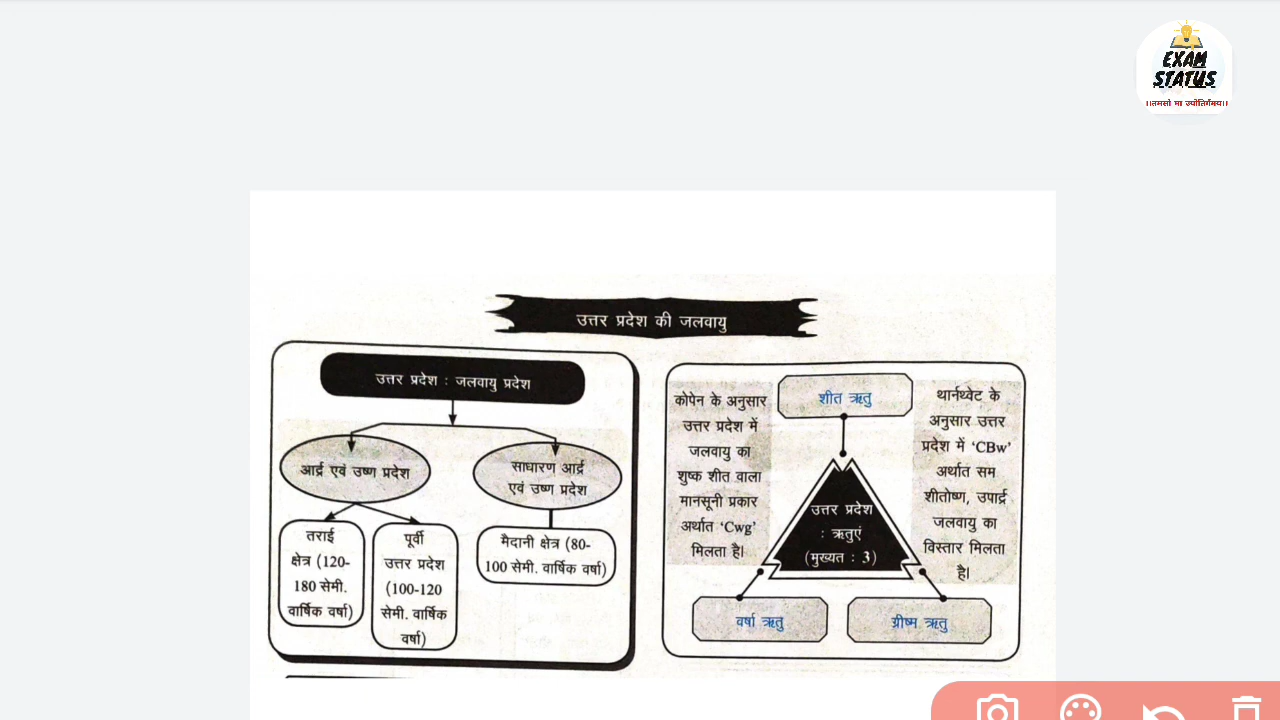 EXAM
STATUS
।।तमसो मा ज्योतिर्गमय।।
उत्तर प्रदेश की जलवायु
उत्तर प्रदेश : जलवायु प्रदेश
आर्द्र एवं उष्ण प्रदेश
साधारण आर्द्र
एवं उष्ण प्रदेश
तराई
क्षेत्र (120-
180 सेमी.
वार्षिक वर्षा)
पूर्वी
उत्तर प्रदेश
(100-120
सेमी. वार्षिक
वर्षा)
मैदानी क्षेत्र (80-
100 सेमी. वार्षिक वर्षा)
कोपेन के अनुसार
उत्तर प्रदेश में
जलवायु का
शुष्क शीत वाला
मानसूनी प्रकार
अर्थात ‘Cwg’
मिलता है।
शीत ऋतु
उत्तर प्रदेश
: ऋतुएं
(मुख्यत : 3)
वर्षा ऋतु
ग्रीष्म ऋतु
थार्नथ्वेट के
अनुसार उत्तर
प्रदेश में ‘CBw’
अर्थात सम
शीतोष्ण, उपार्द्र
जलवायु का
विस्तार मिलता
है।